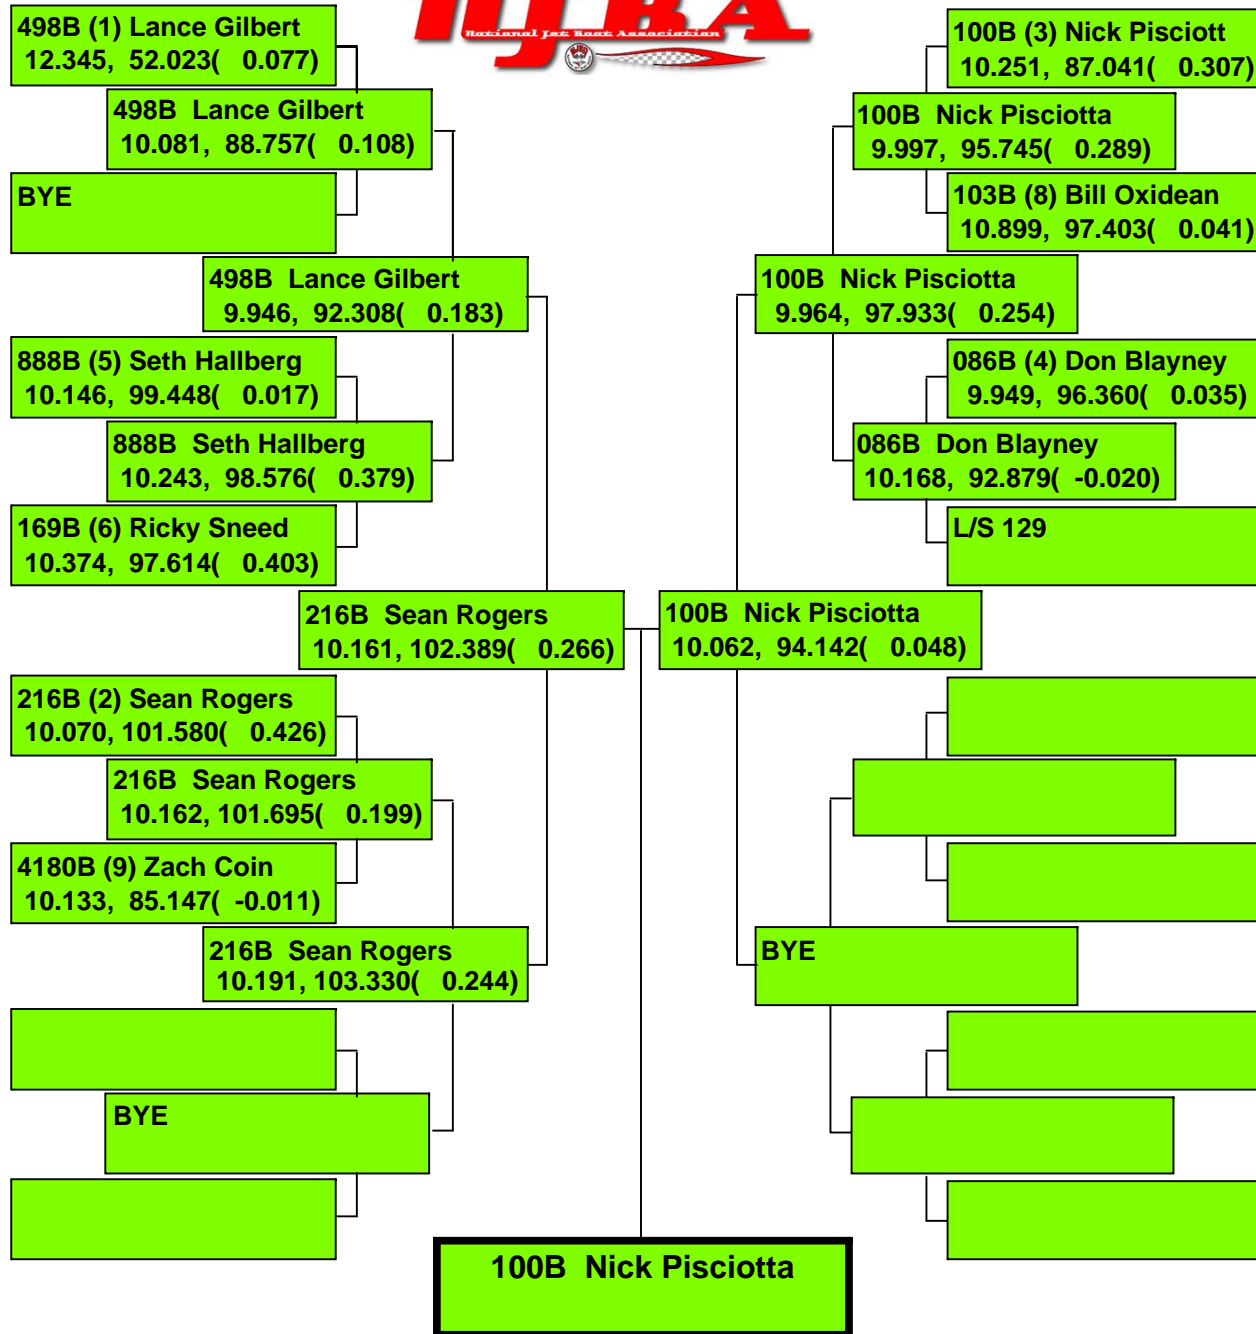 NJBA
National Jet Boat Association
498B (1) Lance Gilbert
12.345, 52.023( 0.077)
498B Lance Gilbert
10.081, 88.757( 0.108)
BYE
498B Lance Gilbert
9.946, 92.308( 0.183)
888B (5) Seth Hallberg
10.146, 99.448( 0.017)
888B Seth Hallberg
10.243, 98.576( 0.379)
169B (6) Ricky Sneed
10.374, 97.614( 0.403)
216B Sean Rogers
10.161, 102.389( 0.266)
216B (2) Sean Rogers
10.070, 101.580( 0.426)
216B Sean Rogers
10.162, 101.695( 0.199)
4180B (9) Zach Coin
10.133, 85.147( -0.011)
216B Sean Rogers
10.191, 103.330( 0.244)
BYE
100B (3) Nick Pisciott
10.251, 87.041( 0.307)
100B Nick Pisciotta
9.997, 95.745( 0.289)
103B (8) Bill Oxidean
10.899, 97.403( 0.041)
100B Nick Pisciotta
9.964, 97.933( 0.254)
086B (4) Don Blayney
9.949, 96.360( 0.035)
086B Don Blayney
10.168, 92.879( -0.020)
L/S 129
100B Nick Pisciotta
10.062, 94.142( 0.048)
BYE
100B Nick Pisciotta